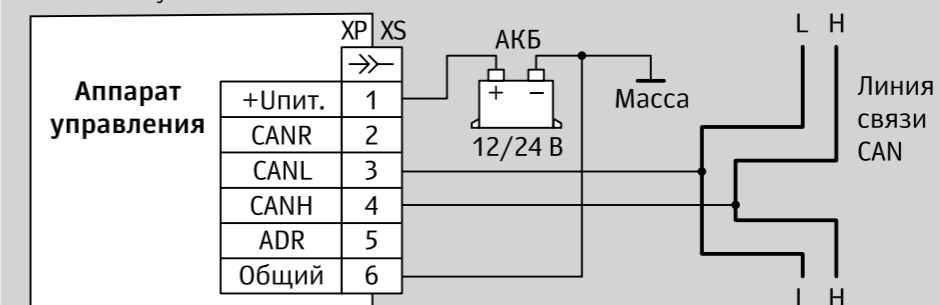 XP XS
L H
АКБ
Аппарат
управления
+Uпит. 1
+ −
Масса
Линия
связи
CAN
CANR 2
12/24 В
CANL 3
CANH 4
ADR 5
Общий 6
L H